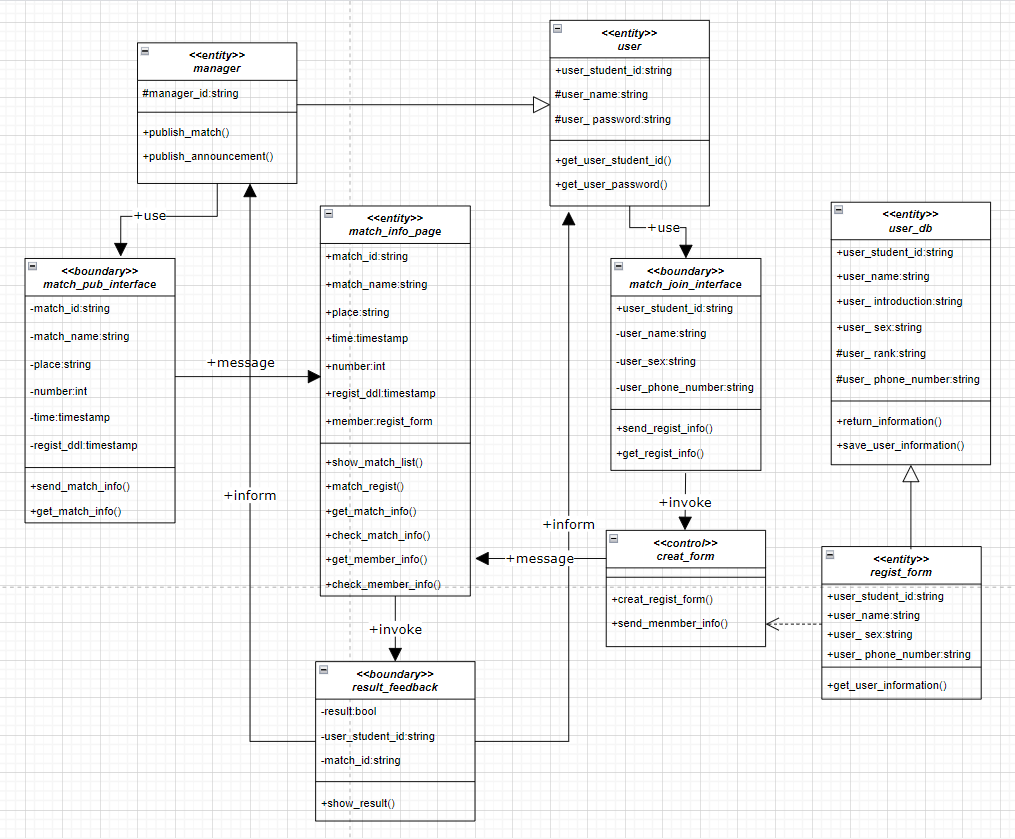 <<entity>>
manager
#manager_id:string
+publish_match()
+publish_announcement()
<<entity>>
user
+user_student_id:string
#user_name:string
#user_ password:string
+get_user_student_id()
+get_user_password()
+use
+use
<<boundary>>
match_pub_interface
-match_id:string
-match_name:string
-place:string
-number:int
-time:timestamp
-regist_ddl:timestamp
+send_match_info()
+get_match_info()
+message
+inform
<<entity>>
match_info_page
+match_id:string
+match_name:string
+place:string
+time:timestamp
+number:int
+regist_ddl:timestamp
+member:regist_form
+show_match_list()
+match_regist()
+get_match_info()
+check_match_info()
+get_member_info()
+check_member_info()
<<boundary>>
match_join_interface
+user_student_id:string
-user_name:string
-user_sex:string
-user_phone_number:string
+send_regist_info()
+get_regist_info()
<<entity>>
user_db
+user_student_id:string
+user_name:string
+user_ introduction:string
+user_ sex:string
#user_ rank:string
#user_ phone_number:string
+return_information()
+save_user_information()
+invoke
+inform
+message
<<control>>
creat_form
+creat_regist_form()
+send_menmber_info()
<<entity>>
regist_form
+user_student_id:string
+user_name:string
+user_ sex:string
+user_ phone_number:string
+get_user_information()
+invoke
<<boundary>>
result_feedback
-result:bool
-user_student_id:string
-match_id:string
+show_result()